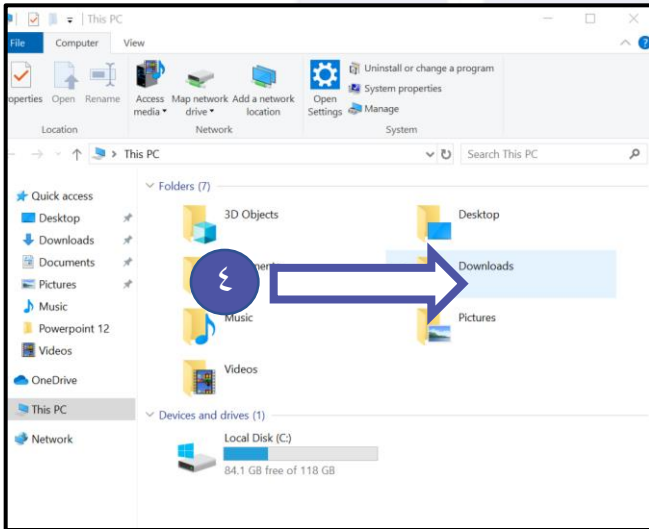 This PC
File Computer View
Properties Open Rename
Access media
Map network drive
Add a network location
Open Settings
Uninstall or change a program
System properties
Manage
Location Network System
This PC
Search This PC
Quick access
Desktop
Downloads
Documents
Pictures
Music
Powerpoint 12
Videos
OneDrive
This PC
Network
Folders (7)
3D Objects
Desktop
٤
Downloads
Music
Pictures
Videos
Devices and drives (1)
Local Disk (C:)
84.1 GB free of 118 GB